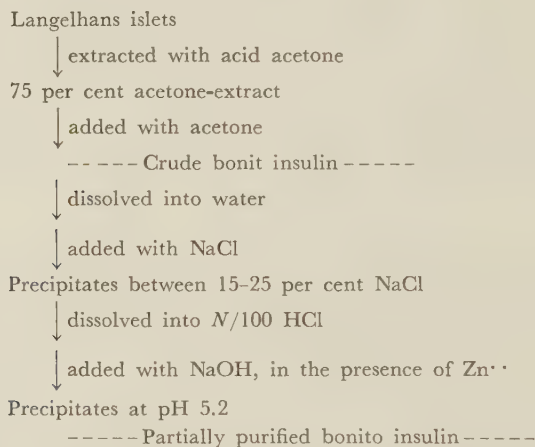 Langelhans islets
extracted with acid acetone
75 per cent acetone-extract
added with acetone
-- ---- Crude bonit insulin -----
dissolved into water
added with NaCl
Precipitates between 15–25 per cent NaCl
dissolved into N/100 HCl
added with NaOH, in the presence of Zn··
Precipitates at pH 5.2
-----Partially purified bonito insulin-----